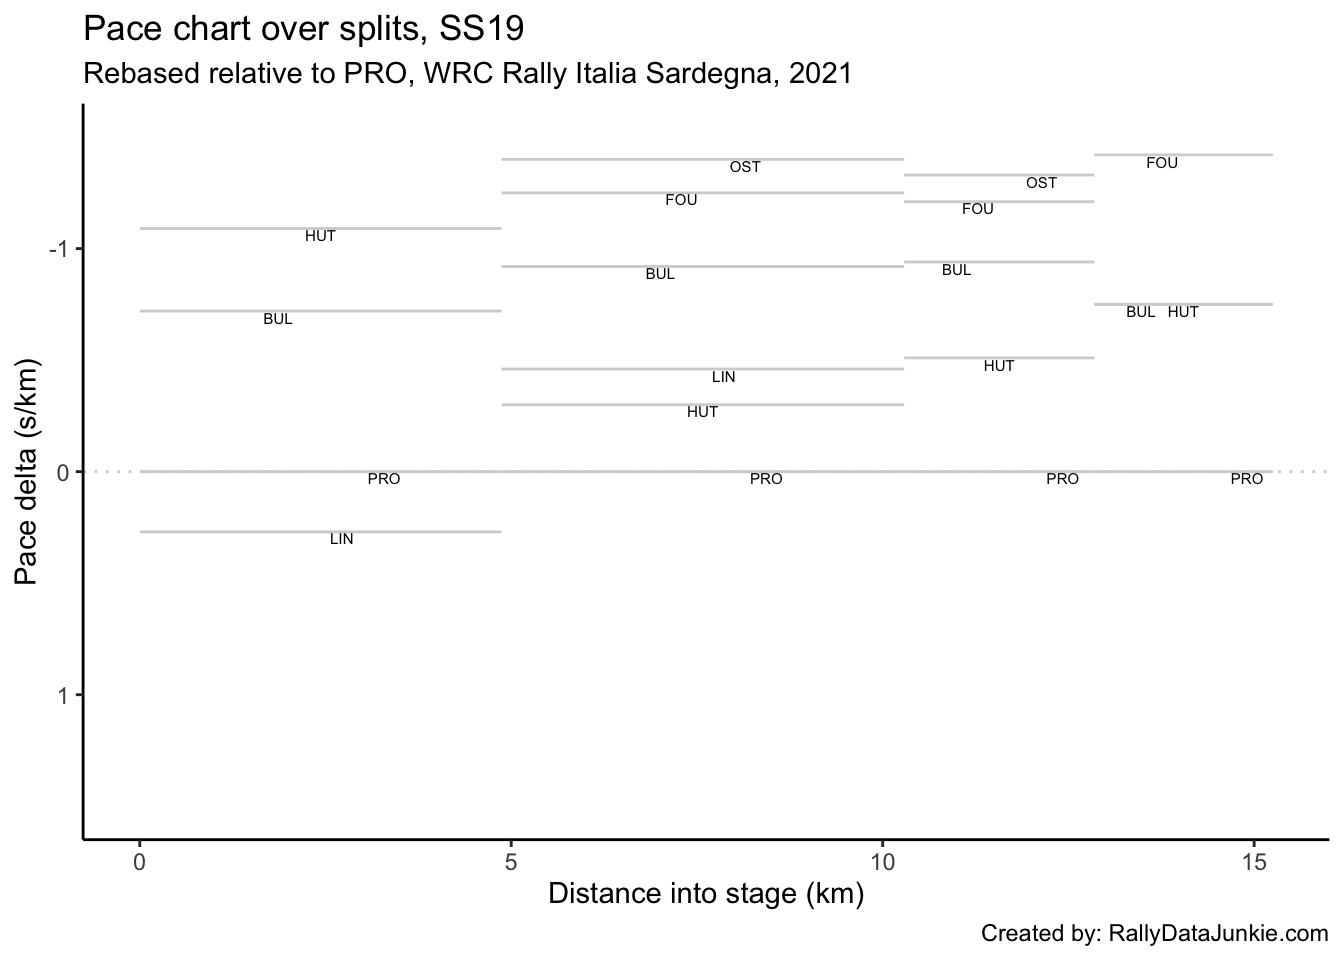 Pace chart over splits, SS19
Rebased relative to PRO, WRC Rally Italia Sardegna, 2021
FOU
OST
OST
FOU
FOU
HUT
-1
BUL
BUL
BUL
BUL HUT
HUT
LIN
HUT
0
PRO
PRO
PRO
PRO
LIN
1
Pace delta (s/km)
0 5 10 15
Distance into stage (km)
Created by: RallyDataJunkie.com